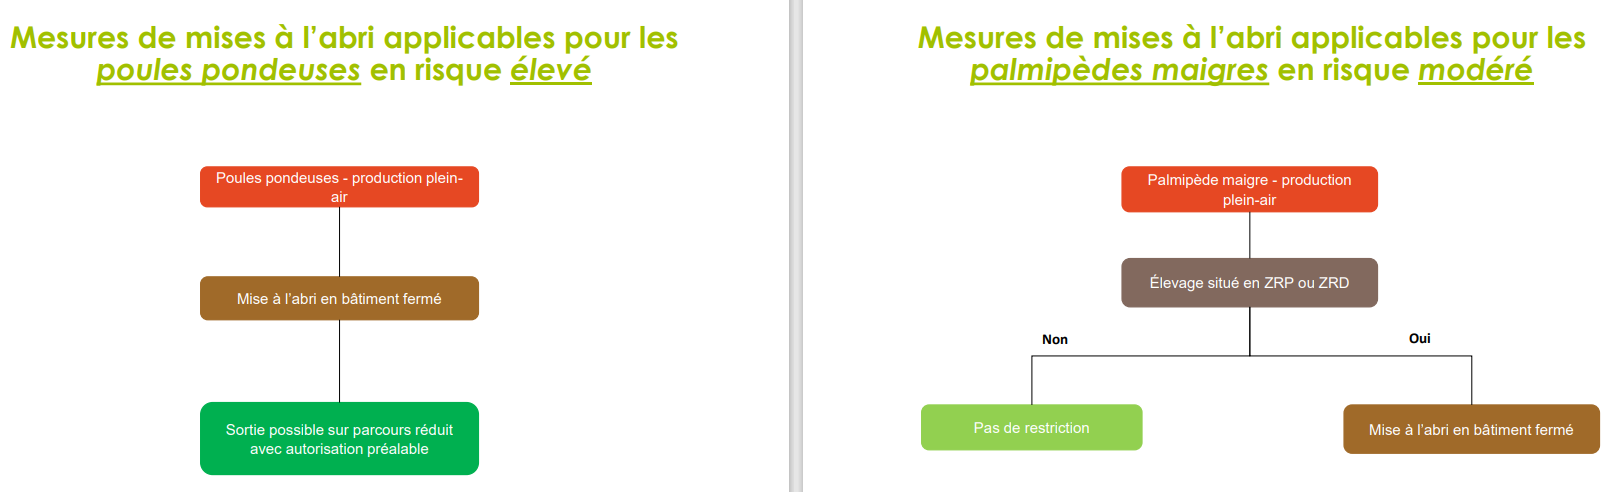 Mesures de mises à l’abri applicables pour les
poules pondeuses en risque élevé
Poules pondeuses - production plein-
air
Mise à l’abri en bâtiment fermé
Sortie possible sur parcours réduit
avec autorisation préalable
Mesures de mises à l’abri applicables pour les
palmipèdes maigres en risque modéré
Palmipède maigre - production
plein-air
Élevage situé en ZRP ou ZRD
Non
Oui
Pas de restriction
Mise à l’abri en bâtiment fermé